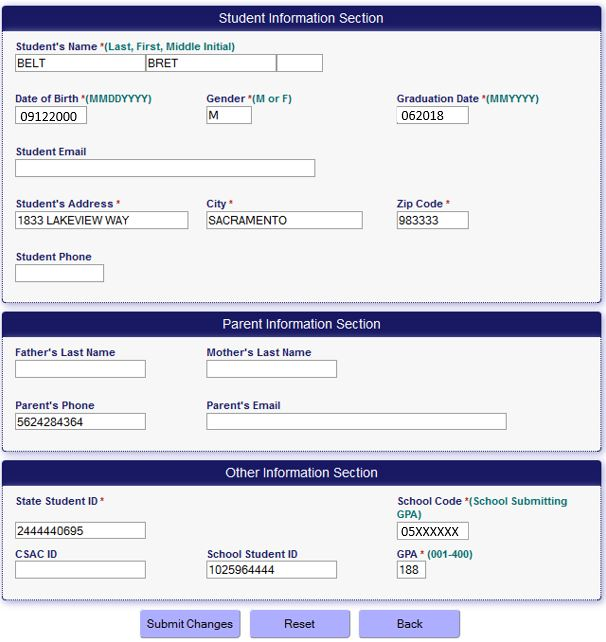 Student Information Section
Student's Name *(Last, First, Middle Initial)
BELT BRET
Date of Birth *(MMDDYYYY) Gender *(M or F) Graduation Date *(MMYYYY)
09122000 M 062018
Student Email
Student's Address * City * Zip Code *
1833 LAKEVIEW WAY SACRAMENTO 983333
Student Phone
Parent Information Section
Father's Last Name Mother's Last Name
Parent's Phone Parent's Email
5624284364
Other Information Section
State Student ID * School Code *(School Submitting
GPA)
2444440695 05XXXXXX
CSAC ID School Student ID GPA * (001-400)
1025964444 188
Submit Changes Reset Back